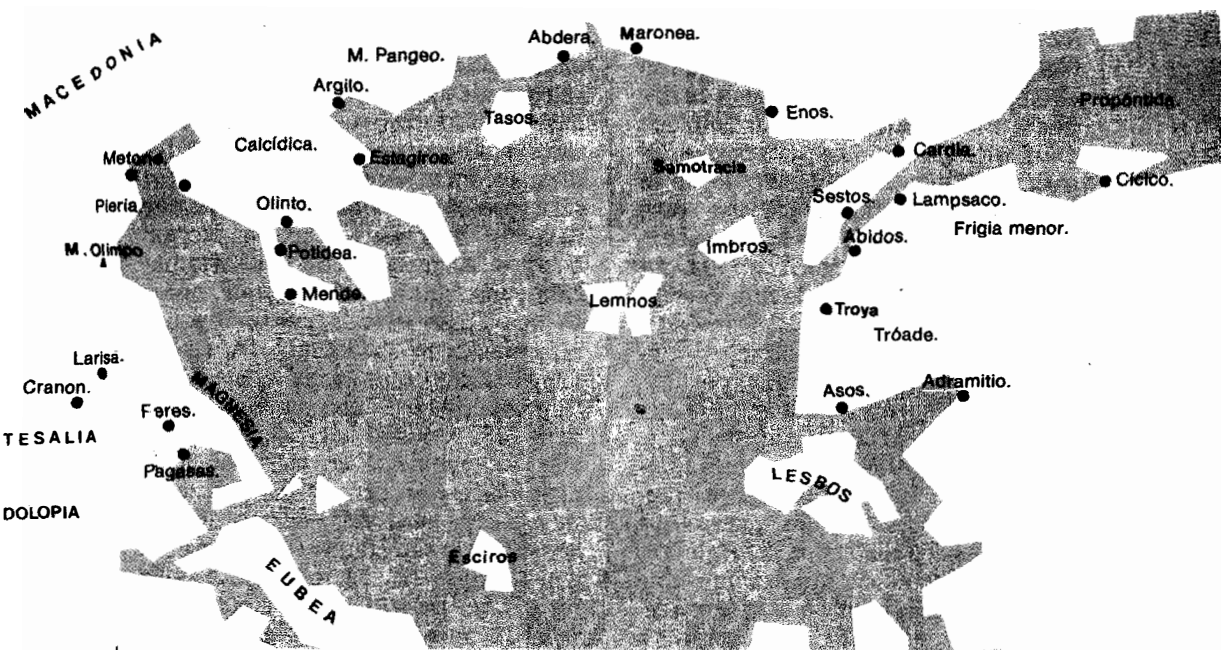 MACEDONIA
M. Pangeo.
Abdera.
Maronea.
Argilo.
Tasos.
Enos.
Propóntida.
Calcídica.
Metona.
Estagiros.
Samotracia
Cardia.
Cícico.
Pieria
Olinto.
Sestos.
Lampsaco.
Frigia menor.
M. Olimpo
Potidea.
Imbros.
Abidos.
Mende.
Lemnos.
Troya
Tróade.
Larisa.
Cranon.
MAGNESIA
Asos.
Adramitio.
Feres.
TESALIA
Pagasas.
LESBOS
DOLOPIA
Esciros
EUBEA